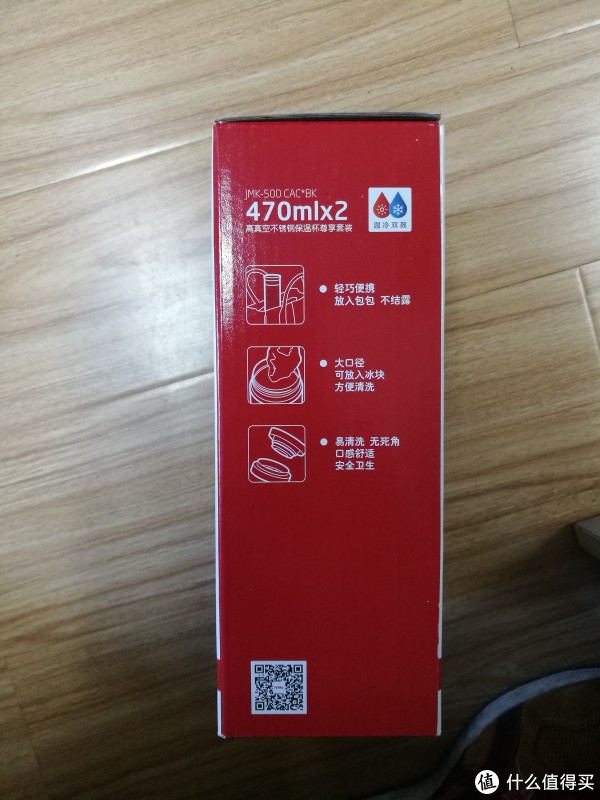 JMK-500 CAC*BK
470mlx2
高真空不锈钢保温杯尊享套装
温冷双效
轻巧便携
放入包包 不结露
大口径
可放入冰块
方便清洗
易清洗 无死角
口感舒适
安全卫生
值 什么值得买